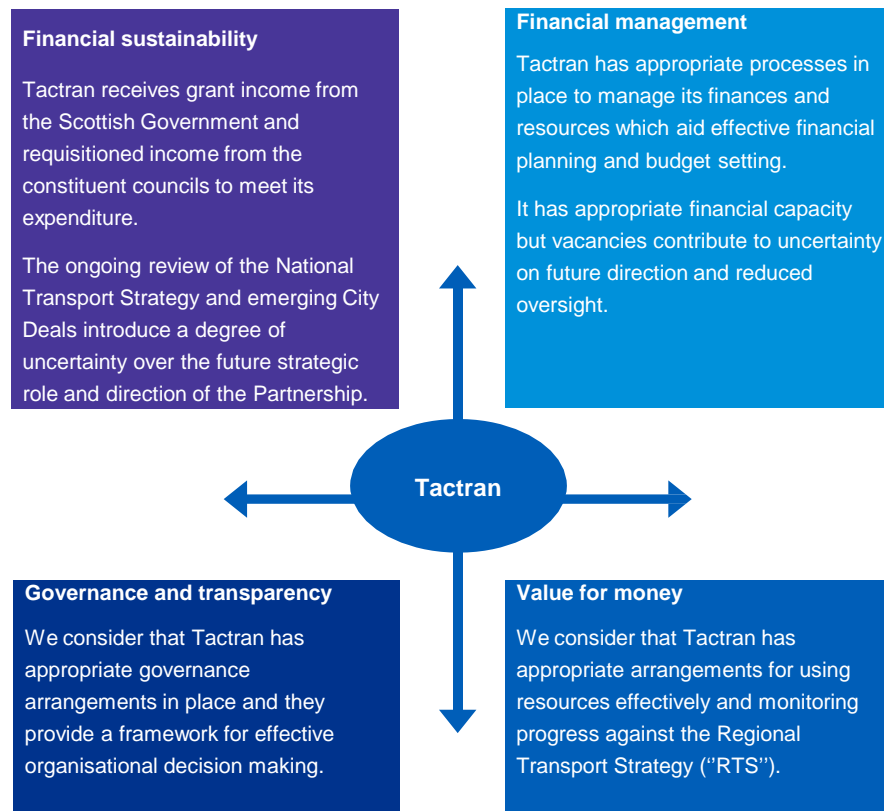 Financial sustainability
Tactran receives grant income from
the Scottish Government and
requisitioned income from the
constituent councils to meet its
expenditure.
The ongoing review of the National
Transport Strategy and emerging City
Deals introduce a degree of
uncertainty over the future strategic
role and direction of the Partnership.
Financial management
Tactran has appropriate processes in
place to manage its finances and
resources which aid effective financial
planning and budget setting.
It has appropriate financial capacity
but vacancies contribute to uncertainty
on future direction and reduced
oversight.
Tactran
Governance and transparency
We consider that Tactran has
appropriate governance
arrangements in place and they
provide a framework for effective
organisational decision making.
Value for money
We consider that Tactran has
appropriate arrangements for using
resources effectively and monitoring
progress against the Regional
Transport Strategy (‘‘RTS’’).